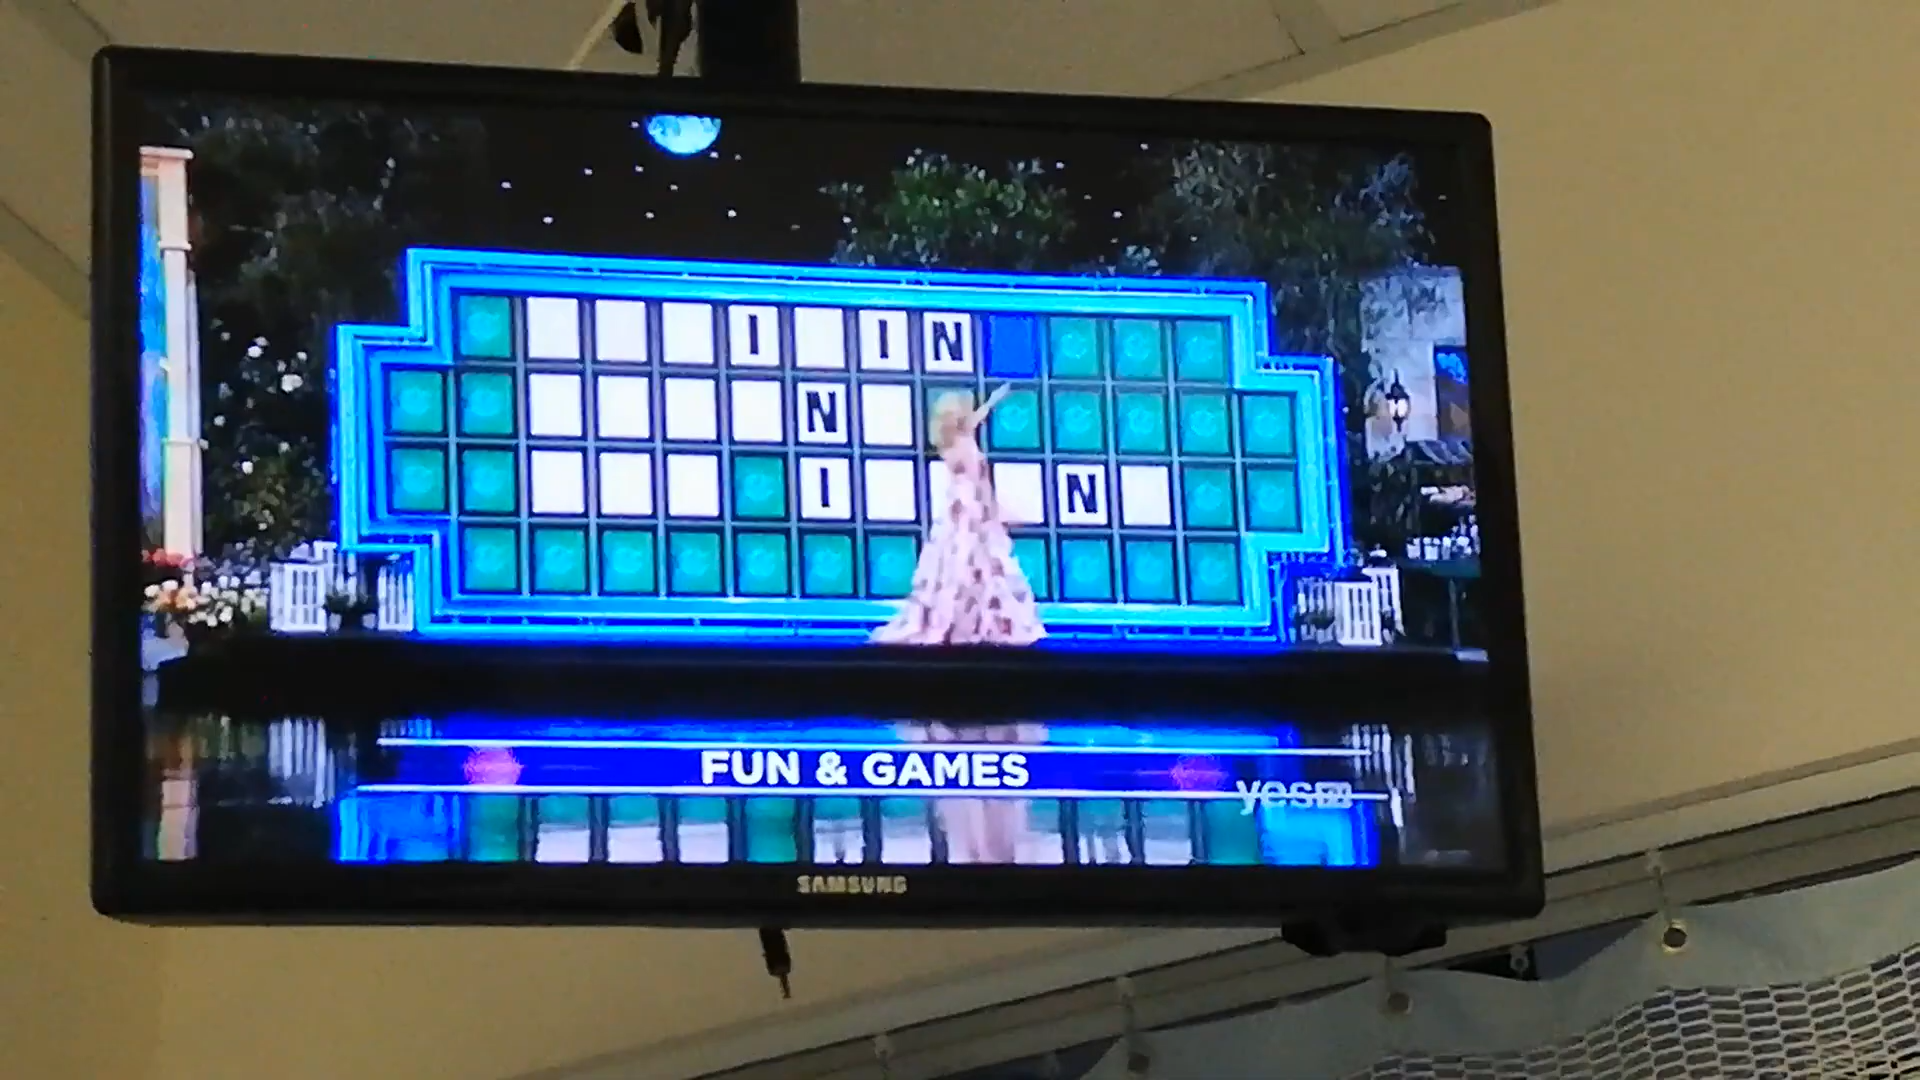 I IN
N
I N
FUN & GAMES
yes
SAMSUNG